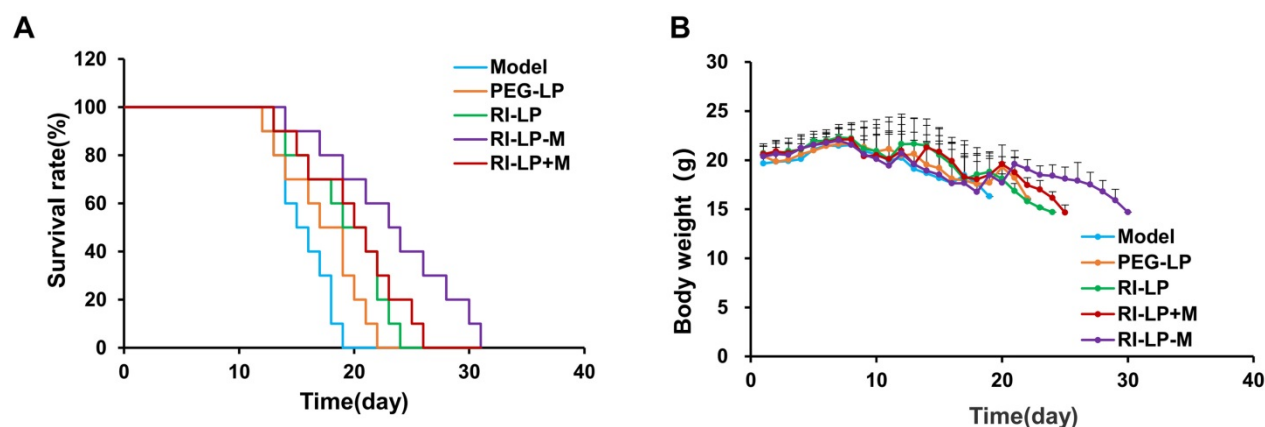 A
Survival rate(%)
120
100
80
60
40
20
0
0 10 20 30 40
Time(day)
Model
PEG-LP
RI-LP
RI-LP-M
RI-LP+M
B
Body weight (g)
30
25
20
15
10
5
0
0 10 20 30 40
Time(day)
Model
PEG-LP
RI-LP
RI-LP+M
RI-LP-M